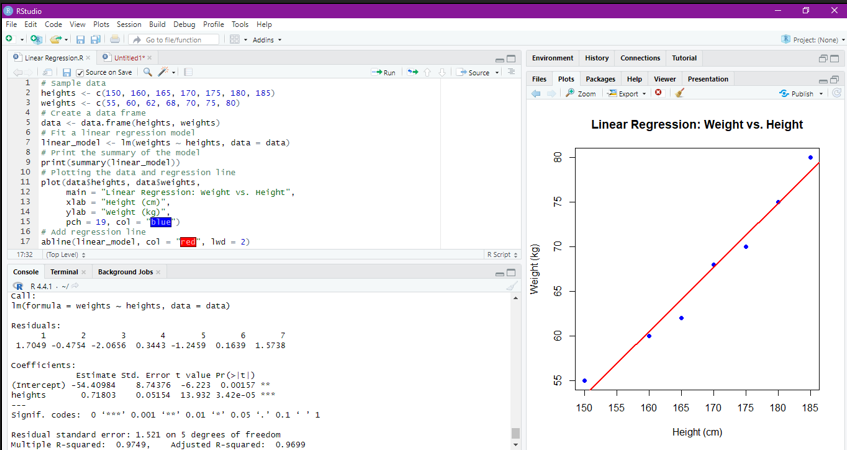 RStudio
File Edit Code View Plots Session Build Debug Profile Tools Help
Go to file/function Addins Project: (None)
Linear Regression.R Untitled1*
Source on Save Run Source
1 # Sample data
2 heights <- c(150, 160, 165, 170, 175, 180, 185)
3 weights <- c(55, 60, 62, 68, 70, 75, 80)
4 # Create a data frame
5 data <- data.frame(heights, weights)
6 # Fit a linear regression model
7 linear_model <- lm(weights ~ heights, data = data)
8 # Print the summary of the model
9 print(summary(linear_model))
10 # Plotting the data and regression line
11 plot(data$heights, data$weights,
12 main = "Linear Regression: Weight vs. Height",
13 xlab = "Height (cm)",
14 ylab = "Weight (kg)",
15 pch = 19, col = "blue")
16 # Add regression line
17 abline(linear_model, col = "red", lwd = 2)
17:32 (Top Level) R Script
Console Terminal Background Jobs
R 4.4.1 · ~/
Call:
lm(formula = weights ~ heights, data = data)
Residuals:
1 2 3 4 5 6 7
1.7049 -0.4754 -2.0656 0.3443 -1.2459 0.1639 1.5738
Coefficients:
Estimate Std. Error t value Pr(>|t|)
(Intercept) -54.40984 8.74376 -6.223 0.00157 **
heights 0.71803 0.05154 13.932 3.42e-05 ***
---
Signif. codes: 0 ‘***’ 0.001 ‘**’ 0.01 ‘*’ 0.05 ‘.’ 0.1 ‘ ’ 1
Residual standard error: 1.521 on 5 degrees of freedom
Multiple R-squared: 0.9749, Adjusted R-squared: 0.9699
Environment History Connections Tutorial
Files Plots Packages Help Viewer Presentation
Zoom Export Publish
Linear Regression: Weight vs. Height
Weight (kg)
80
75
70
65
60
55
150 155 160 165 170 175 180 185
Height (cm)